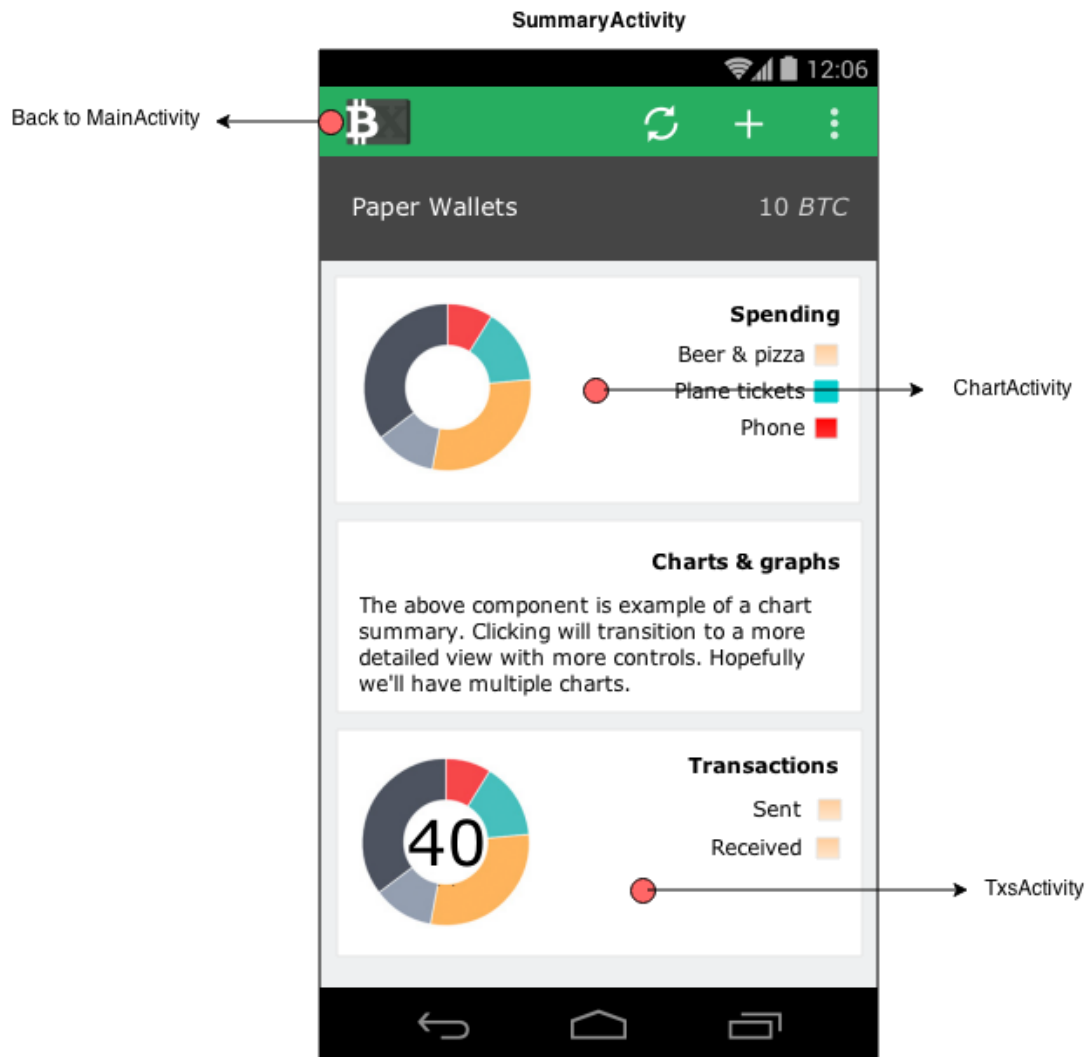 SummaryActivity
12:06
Back to MainActivity
Paper Wallets
10 BTC
Spending
Beer & pizza
Plane tickets
Phone
ChartActivity
Charts & graphs
The above component is example of a chart
summary. Clicking will transition to a more
detailed view with more controls. Hopefully
we'll have multiple charts.
Transactions
Sent
Received
40
TxsActivity